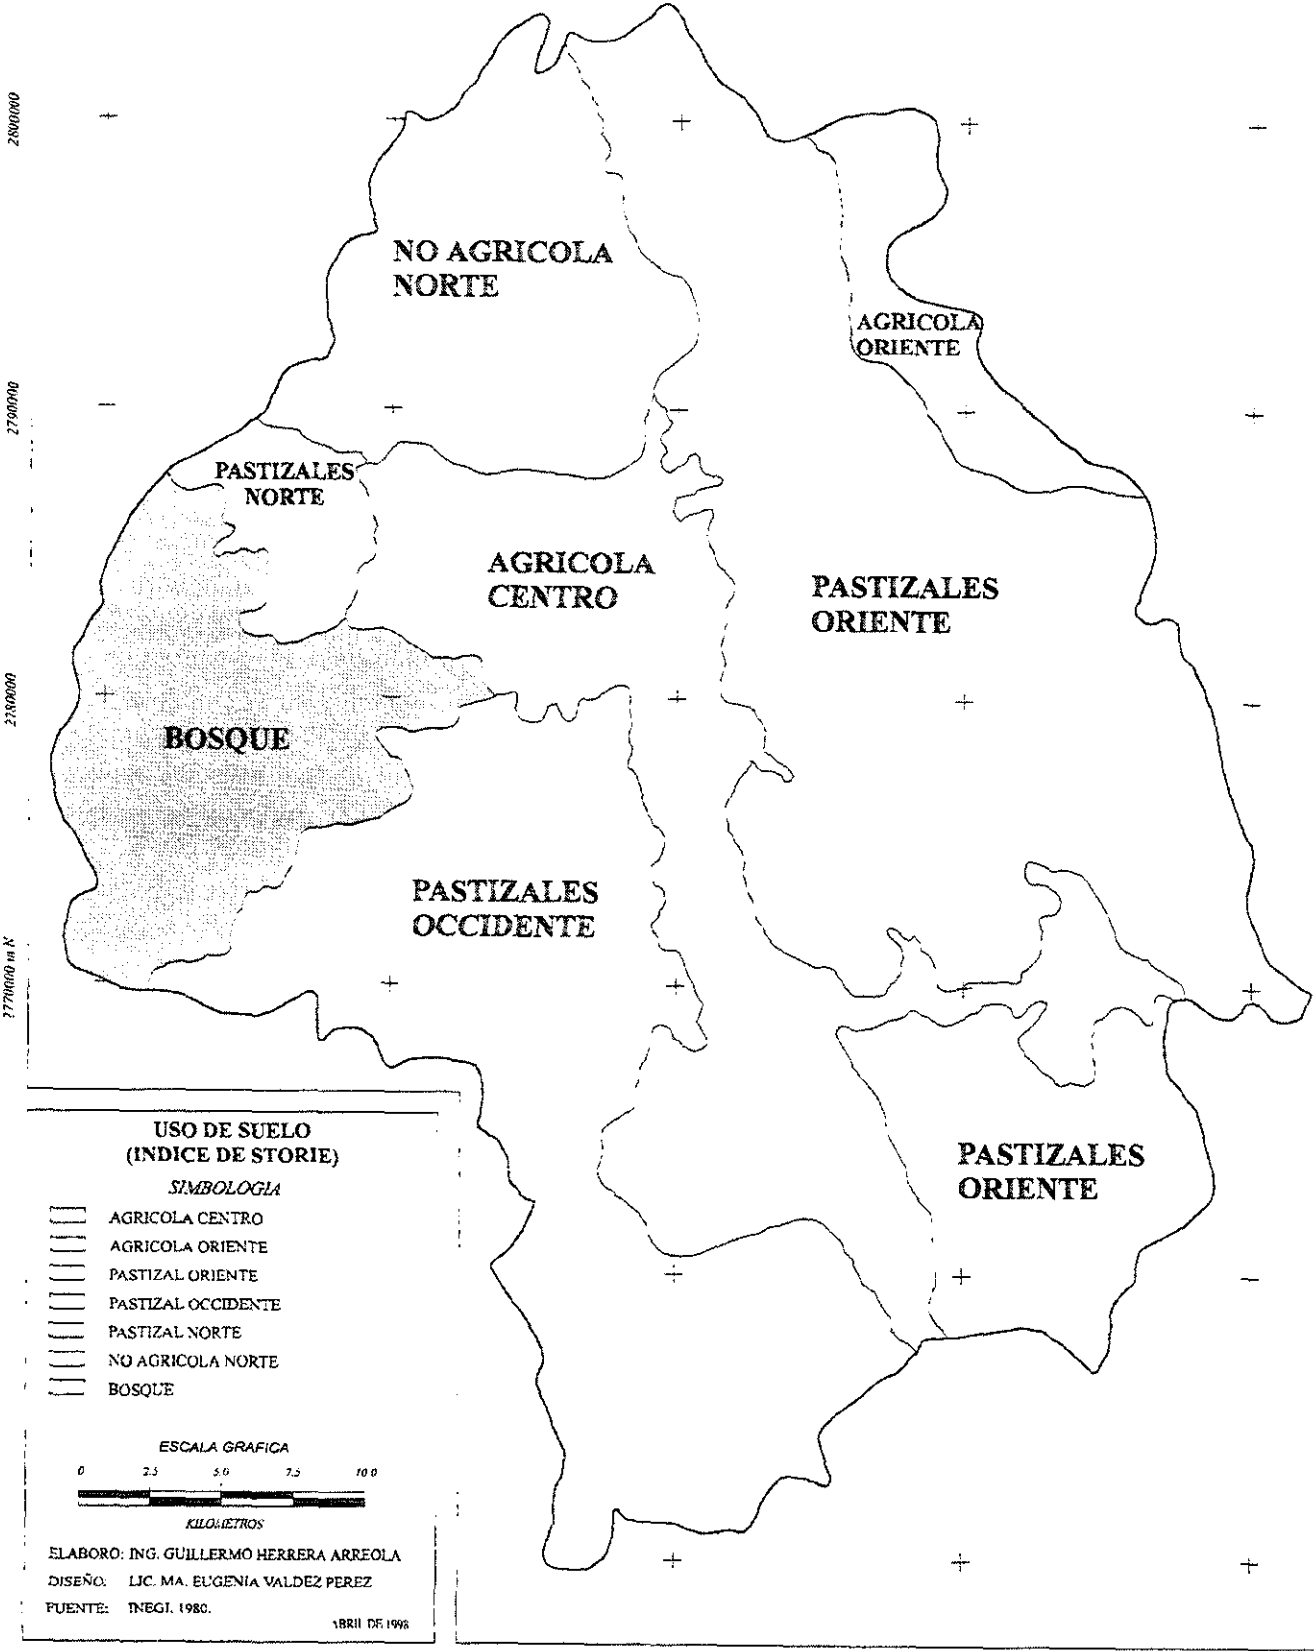 2800000
NO AGRICOLA
NORTE
AGRICOLA
ORIENTE
2790000
PASTIZALES
NORTE
AGRICOLA
CENTRO
PASTIZALES
ORIENTE
2780000
BOSQUE
PASTIZALES
OCCIDENTE
2770000 m N
PASTIZALES
ORIENTE
USO DE SUELO
(INDICE DE STORIE)
SIMBOLOGIA
AGRICOLA CENTRO
AGRICOLA ORIENTE
PASTIZAL ORIENTE
PASTIZAL OCCIDENTE
PASTIZAL NORTE
NO AGRICOLA NORTE
BOSQUE
ESCALA GRAFICA
0 2.5 5.0 7.5 10.0
KILOMETROS
ELABORO: ING. GUILLERMO HERRERA ARREOLA
DISEÑO: LIC. MA. EUGENIA VALDEZ PEREZ
FUENTE: INEGI, 1980.
ABRIL DE 1998